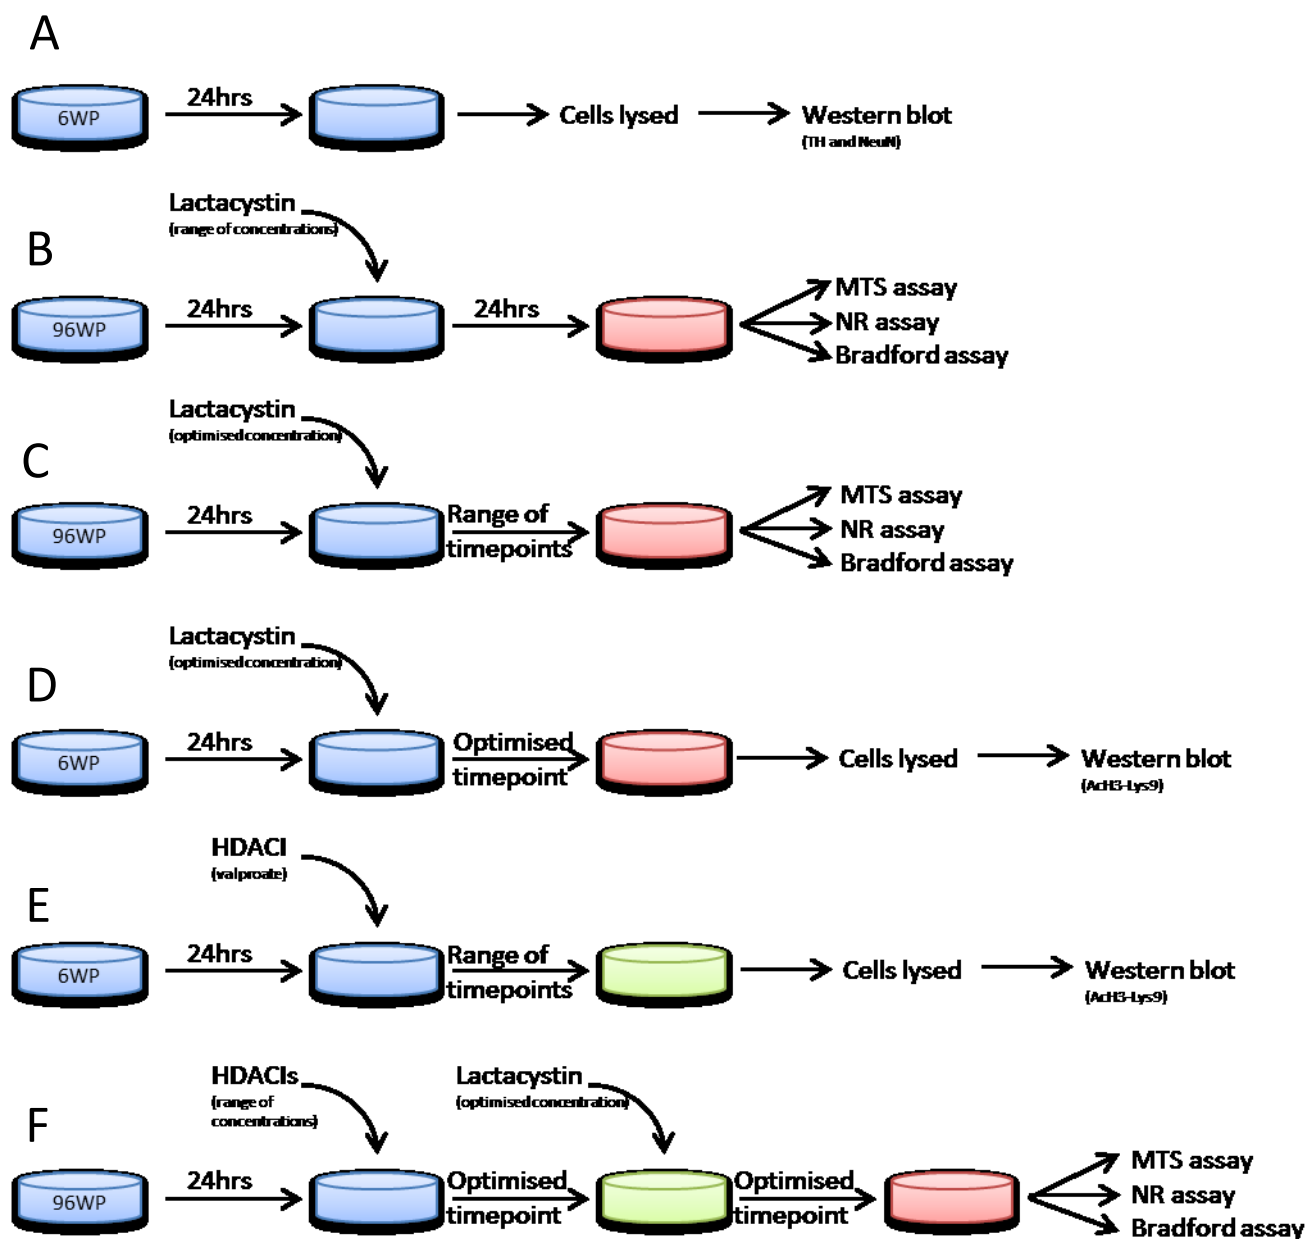 A
6WP
24hrs
Cells lysed
Western blot
(TH and NeuN)
B
Lactacystin
(range of concentrations)
96WP
24hrs
24hrs
MTS assay
NR assay
Bradford assay
C
Lactacystin
(optimised concentration)
96WP
24hrs
Range of
timepoints
MTS assay
NR assay
Bradford assay
D
Lactacystin
(optimised concentration)
6WP
24hrs
Optimised
timepoint
Cells lysed
Western blot
(AcH3-Lys9)
E
HDACI
(valproate)
6WP
24hrs
Range of
timepoints
Cells lysed
Western blot
(AcH3-Lys9)
F
HDACIs
(range of
concentrations)
Lactacystin
(optimised concentration)
96WP
24hrs
Optimised
timepoint
Optimised
timepoint
MTS assay
NR assay
Bradford assay